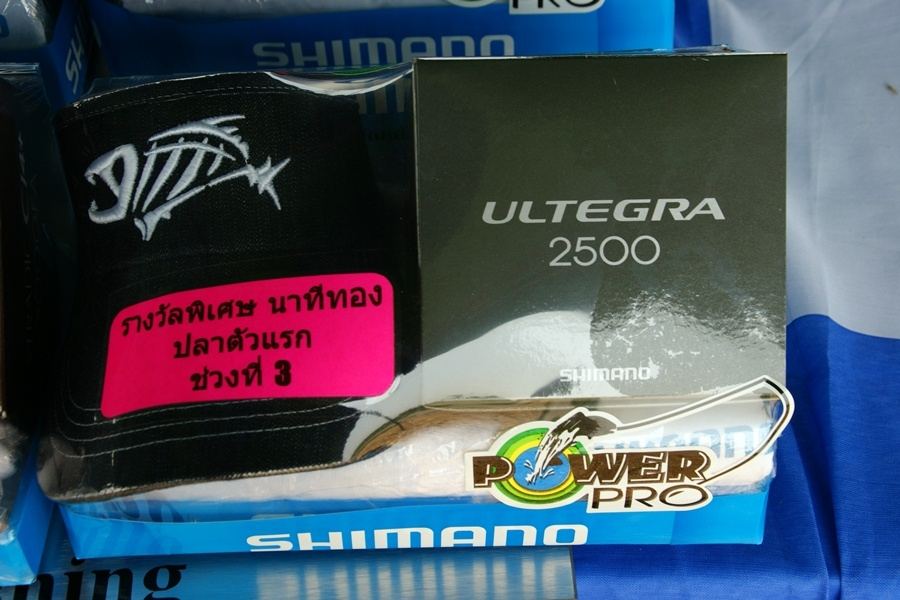 PRO
SHIMANO
ULTEGRA
2500
รางวัลพิเศษ นาทีทอง
ปลาตัวแรก
ช่วงที่ 3
SHIMANO
POWER
PRO
SHIMANO